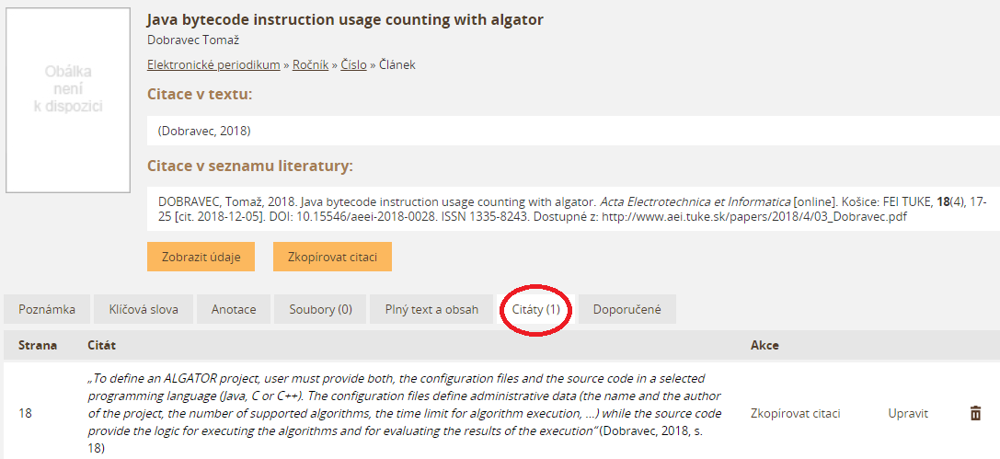 Obálka
není
k dispozici
Java bytecode instruction usage counting with algator
Dobravec Tomaž
Elektronické periodikum » Ročník » Číslo » Článek
Citace v textu:
(Dobravec, 2018)
Citace v seznamu literatury:
DOBRAVEC, Tomaž, 2018. Java bytecode instruction usage counting with algator. Acta Electrotechnica et Informatica [online]. Košice: FEI TUKE, 18(4), 17-
25 [cit. 2018-12-05]. DOI: 10.15546/aeei-2018-0028. ISSN 1335-8243. Dostupné z: http://www.aei.tuke.sk/papers/2018/4/03_Dobravec.pdf
Zobrazit údaje Zkopírovat citaci
Poznámka Klíčová slova Anotace Soubory (0) Plný text a obsah Citáty (1) Doporučené
Strana Citát Akce
„To define an ALGATOR project, user must provide both, the configuration files and the source code in a selected
programming language (Java, C or C++). The configuration files define administrative data (the name and the author
18 of the project, the number of supported algorithms, the time limit for algorithm execution, ...) while the source code Zkopírovat citaci Upravit
provide the logic for executing the algorithms and for evaluating the results of the execution“ (Dobravec, 2018, s.
18)